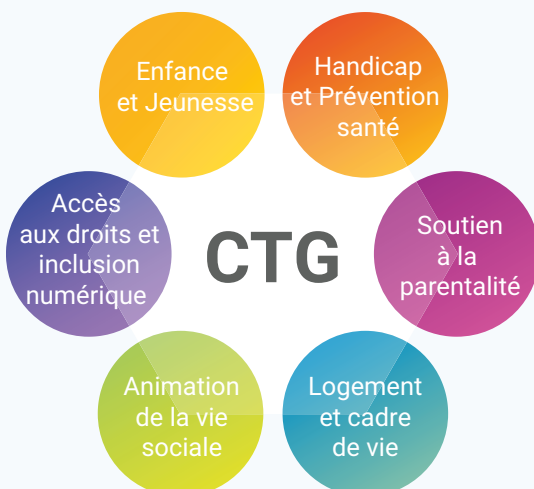 Enfance
et Jeunesse
Handicap
et Prévention
santé
Accès
aux droits et
inclusion
numérique
CTG
Soutien
à la
parentalité
Animation
de la vie
sociale
Logement
et cadre
de vie